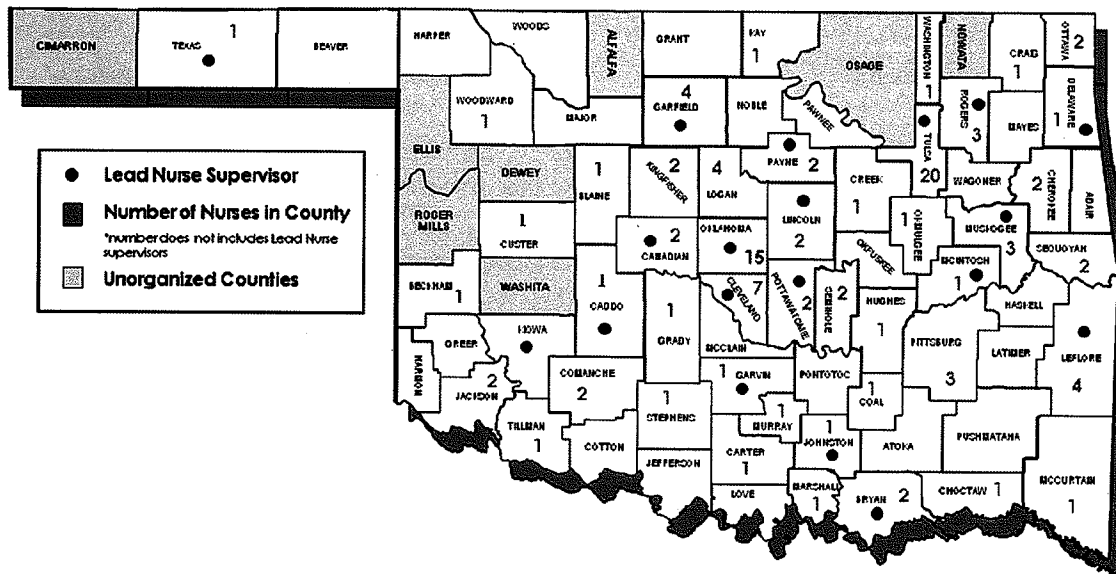 CIMARRON
TEXAS
1
BEAVER
HARPER
WOODS
ALFALFA
GRANT
KAY
1
OSAGE
WASHINGTON
1
NOWATA
CRAIG
1
OTTAWA
2
WOODWARD
1
MAJOR
4
GARFIELD
NOBLE
PAWNEE
TULSA
20
ROGERS
3
MAYES
DELAWARE
1
ELLIS
DEWEY
1
BLAINE
KINGFISHER
2
4
LOGAN
PAYNE
2
CREEK
1
WAGONER
CHEROKEE
2
ADAIR
Lead Nurse Supervisor
Number of Nurses in County
*number does not includes Lead Nurse
supervisors
Unorganized Counties
ROGER
MILLS
1
CUSTER
2
CANADIAN
OKLAHOMA
15
LINCOLN
2
OKMULGEE
1
MUSKOGEE
3
SEQUOYAH
2
OKFUSKEE
MCINTOSH
1
BECKHAM
1
WASHITA
1
CADDO
1
GRADY
7
CLEVELAND
MCCLAIN
POTTAWATOMIE
2
SEMINOLE
2
HUGHES
1
PITTSBURG
3
HASKELL
LATIMER
LEFLORE
4
GREER
KIOWA
HARMON
2
JACKSON
COMANCHE
2
1
STEPHENS
1
GARVIN
PONTOTOC
1
COAL
TILLMAN
1
COTTON
JEFFERSON
1
MURRAY
CARTER
1
1
JOHNSTON
ATOKA
PUSHMATAHA
MCCURTAIN
1
LOVE
MARSHALL
1
BRYAN
2
CHOCTAW
1